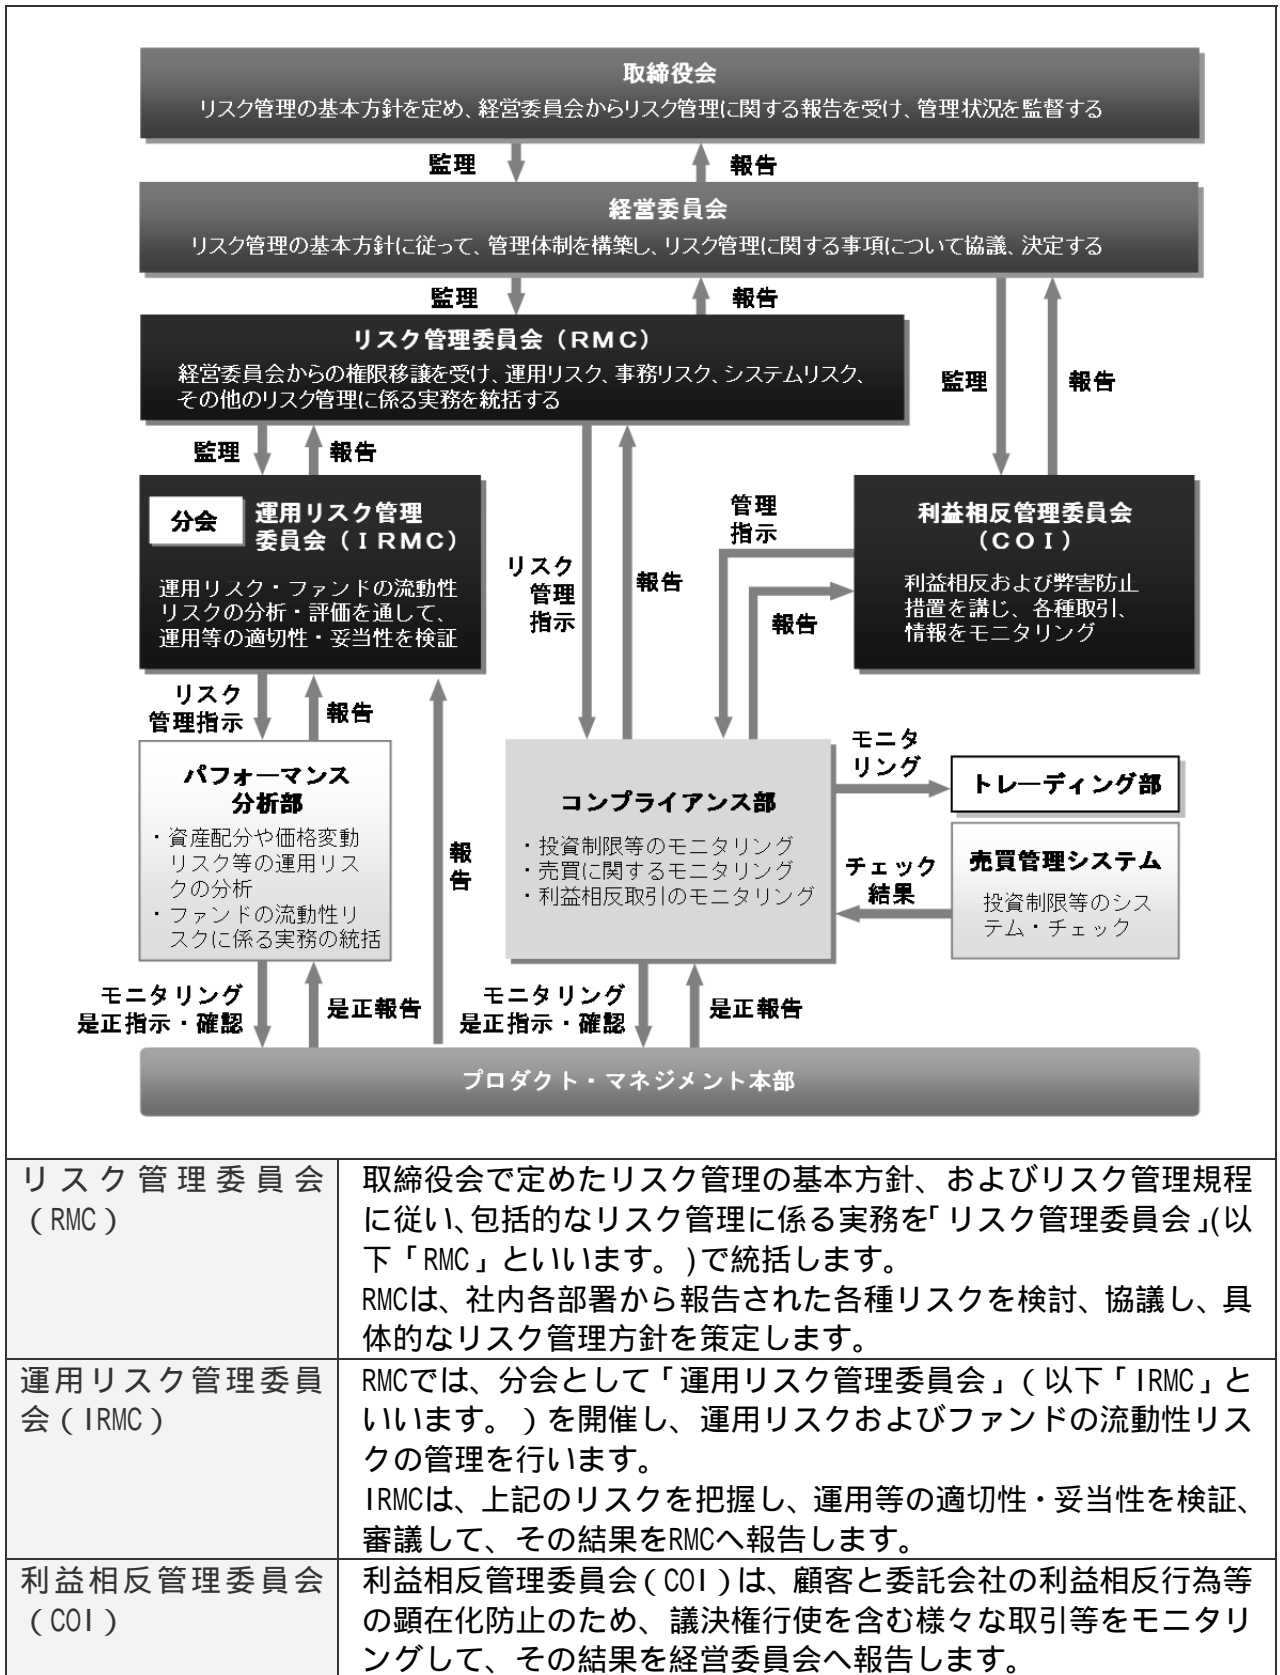 取締役会
リスク管理の基本方針を定め、経営委員会からリスク管理に関する報告を受け、管理状況を監督する
監理
報告
経営委員会
リスク管理の基本方針に従って、管理体制を構築し、リスク管理に関する事項について協議、決定する
監理
報告
リスク管理委員会（ＲＭＣ）
経営委員会からの権限移譲を受け、運用リスク、事務リスク、システムリスク、
その他のリスク管理に係る実務を統括する
監理
報告
監理
報告
分会
運用リスク管理
委員会（ＩＲＭＣ）
運用リスク・ファンドの流動性
リスクの分析・評価を通して、
運用等の適切性・妥当性を検証
リスク
管理
指示
報告
管理
指示
報告
利益相反管理委員会
（ＣＯＩ）
利益相反および弊害防止
措置を講じ、各種取引、
情報をモニタリング
リスク
管理指示
報告
パフォーマンス
分析部
・資産配分や価格変動
リスク等の運用リス
クの分析
・ファンドの流動性リ
スクに係る実務の統括
報
告
コンプライアンス部
・投資制限等のモニタリング
・売買に関するモニタリング
・利益相反取引のモニタリング
モニタ
リング
トレーディング部
チェック
結果
売買管理システム
投資制限等のシス
テム・チェック
モニタリング
是正指示・確認
是正報告
モニタリング
是正指示・確認
是正報告
プロダクト・マネジメント本部
リスク管理委員会
（RMC）
取締役会で定めたリスク管理の基本方針、およびリスク管理規程
に従い、包括的なリスク管理に係る実務を「リスク管理委員会」(以
下「RMC」といいます。)で統括します。
RMCは、社内各部署から報告された各種リスクを検討、協議し、具
体的なリスク管理方針を策定します。
運用リスク管理委員
会（IRMC）
RMCでは、分会として「運用リスク管理委員会」（以下「IRMC」と
いいます。）を開催し、運用リスクおよびファンドの流動性リス
クの管理を行います。
IRMCは、上記のリスクを把握し、運用等の適切性・妥当性を検証、
審議して、その結果をRMCへ報告します。
利益相反管理委員会
（COI）
利益相反管理委員会（COI）は、顧客と委託会社の利益相反行為等
の顕在化防止のため、議決権行使を含む様々な取引等をモニタリ
ングして、その結果を経営委員会へ報告します。